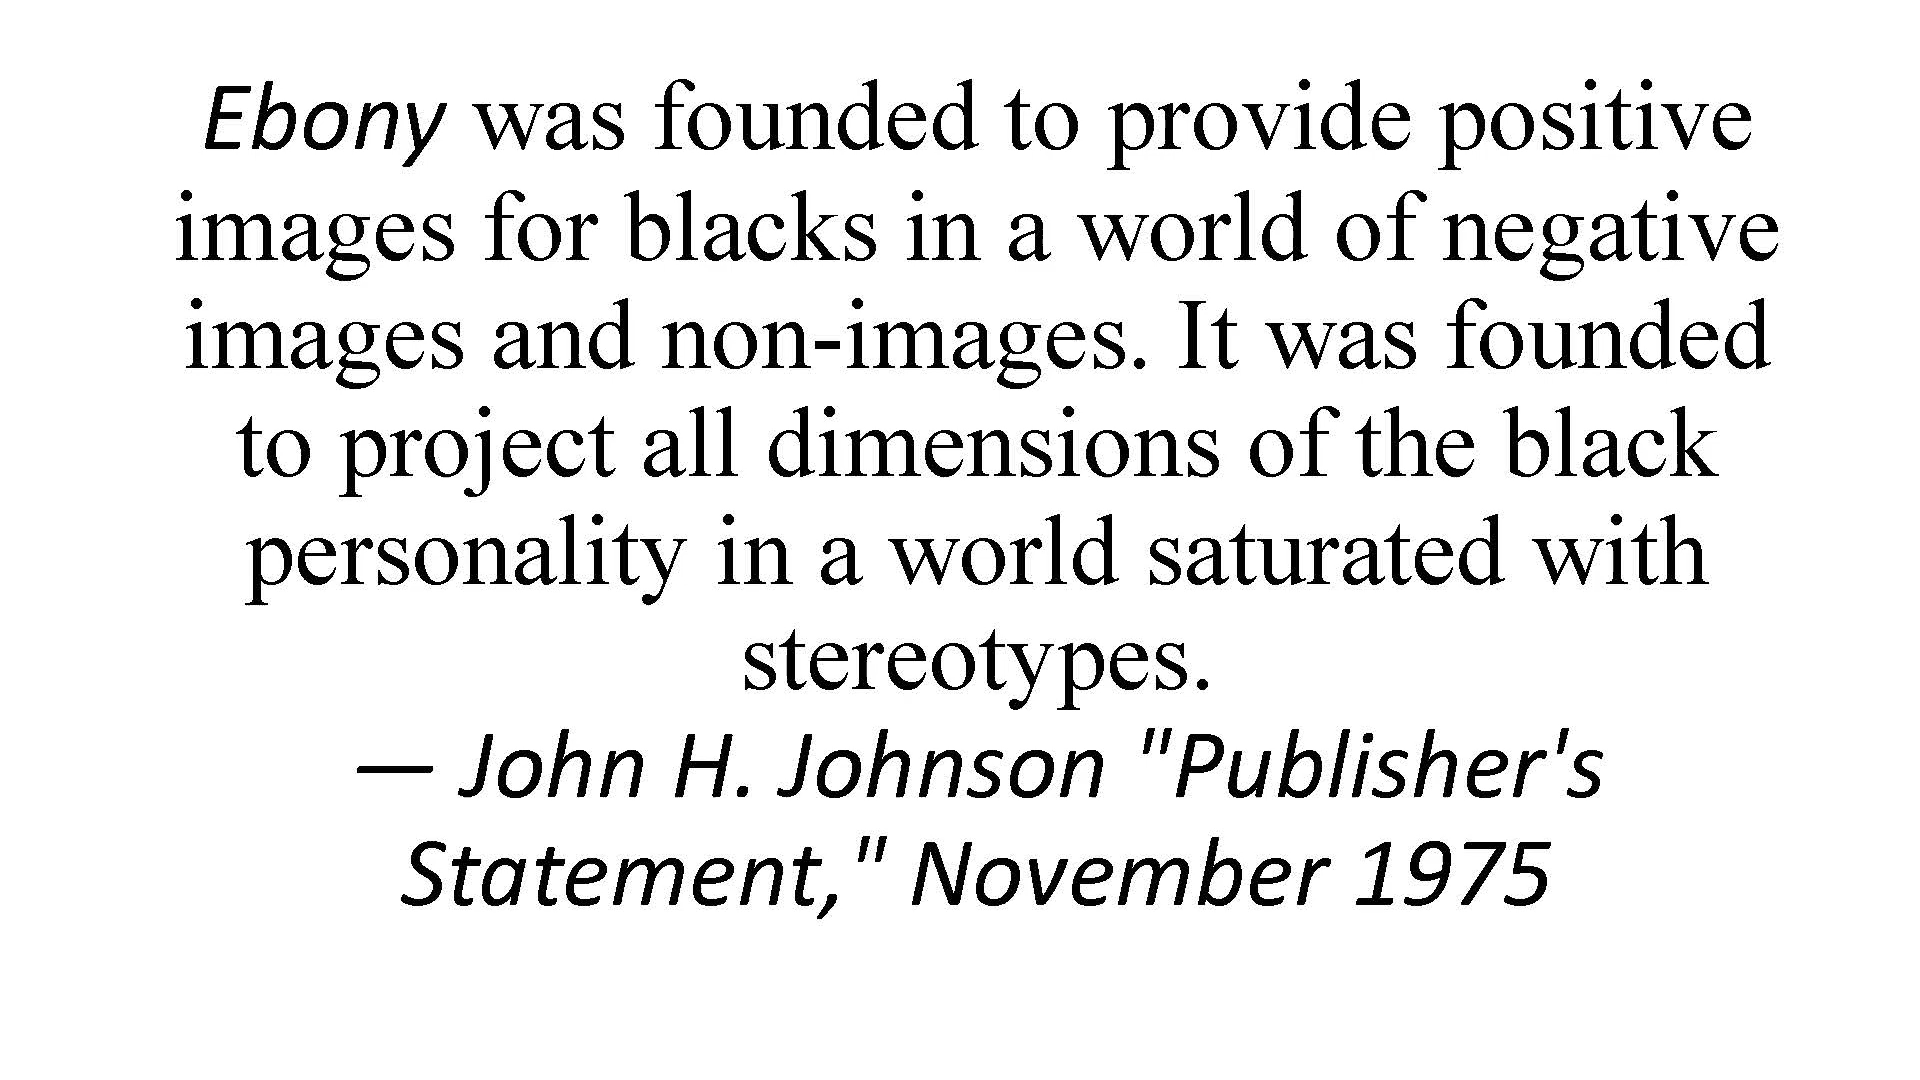 Ebony was founded to provide positive
images for blacks in a world of negative
images and non-images. It was founded
to project all dimensions of the black
personality in a world saturated with
stereotypes.
— John H. Johnson "Publisher's
Statement," November 1975